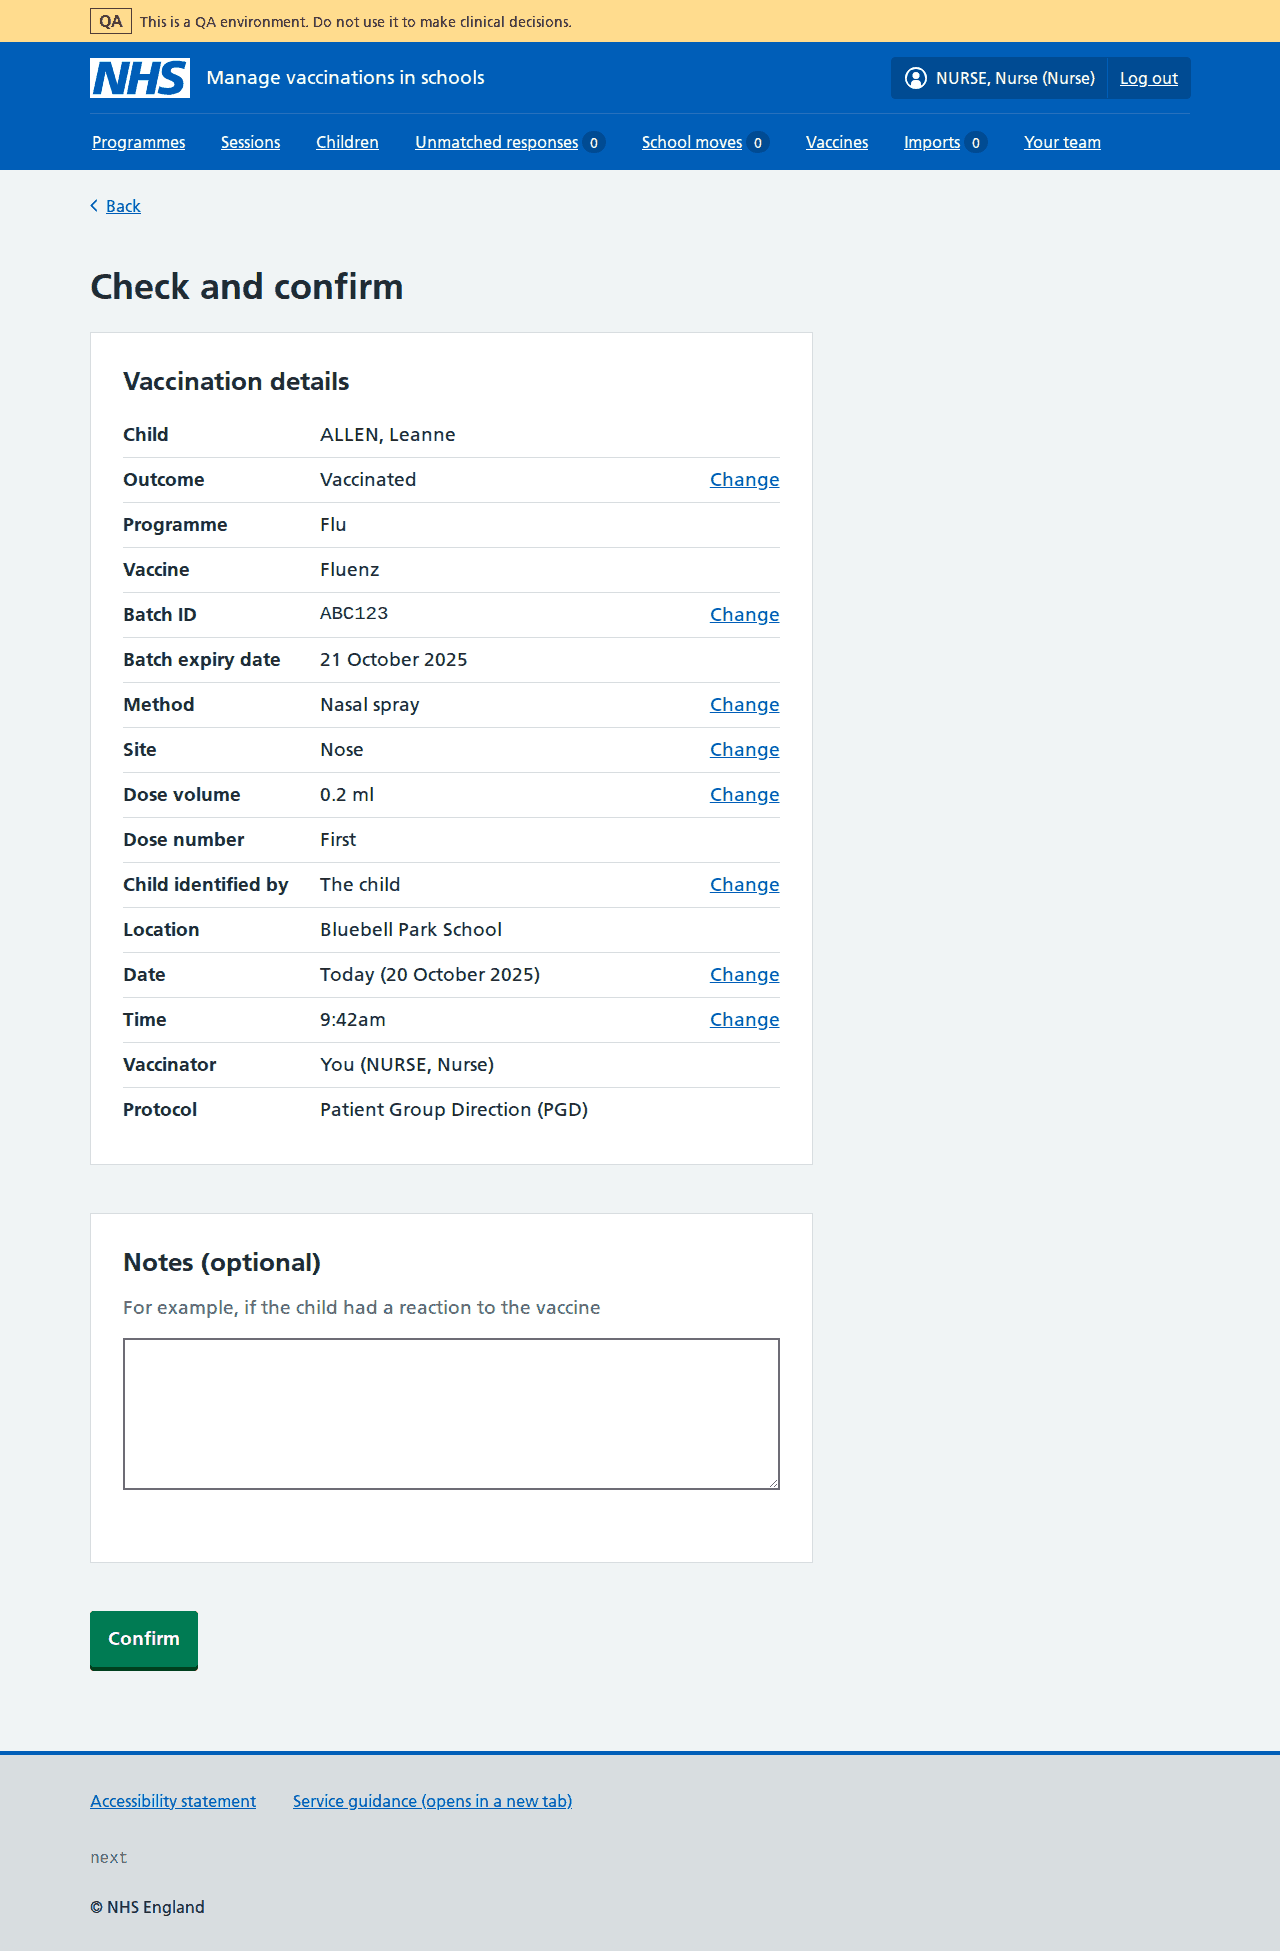 QA This is a QA environment. Do not use it to make clinical decisions.
NHS Manage vaccinations in schools NURSE, Nurse (Nurse) Log out
Programmes Sessions Children Unmatched responses 0 School moves 0 Vaccines Imports 0 Your team
Back
Check and confirm
Vaccination details
Child ALLEN, Leanne
Outcome Vaccinated Change
Programme Flu
Vaccine Fluenz
Batch ID ABC123 Change
Batch expiry date 21 October 2025
Method Nasal spray Change
Site Nose Change
Dose volume 0.2 ml Change
Dose number First
Child identified by The child Change
Location Bluebell Park School
Date Today (20 October 2025) Change
Time 9:42am Change
Vaccinator You (NURSE, Nurse)
Protocol Patient Group Direction (PGD)
Notes (optional)
For example, if the child had a reaction to the vaccine
Confirm
Accessibility statement Service guidance (opens in a new tab)
next
© NHS England